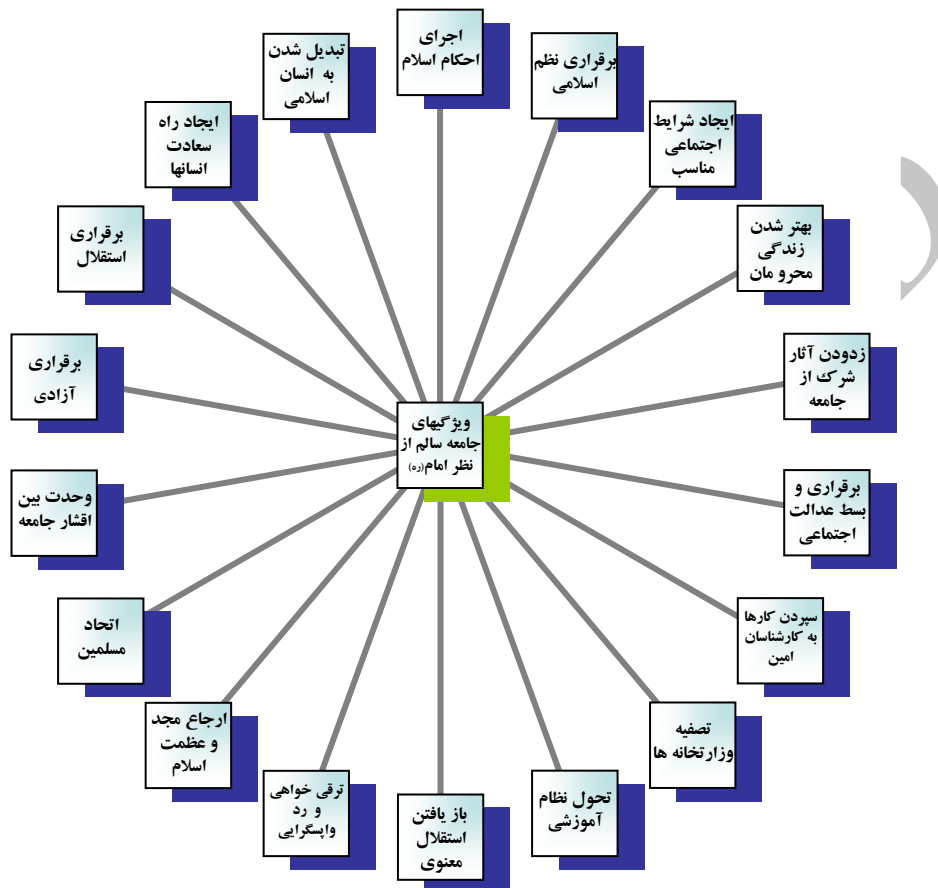 ویژگیهای
جامعه سالم از
نظر امام(ره)
اجرای
احکام اسلام
برقراری نظم
اسلامی
ایجاد شرایط
اجتماعی
مناسب
بهتر شدن
زندگی
محرو مان
زدودن آثار
شرک از
جامعه
برقراری و
بسط عدالت
اجتماعی
سپردن کارها
به کارشناسان
امین
تصفیه
وزارتخانه ها
تحول نظام
آموزشی
باز یافتن
استقلال
معنوی
ترقی خواهی
و رد
واپسگرایی
ارجاع مجد
و عظمت
اسلام
اتحاد
مسلمین
وحدت بین
اقشار جامعه
برقراری
آزادی
برقراری
استقلال
ایجاد راه
سعادت
انسانها
تبدیل شدن
به انسان
اسلامی